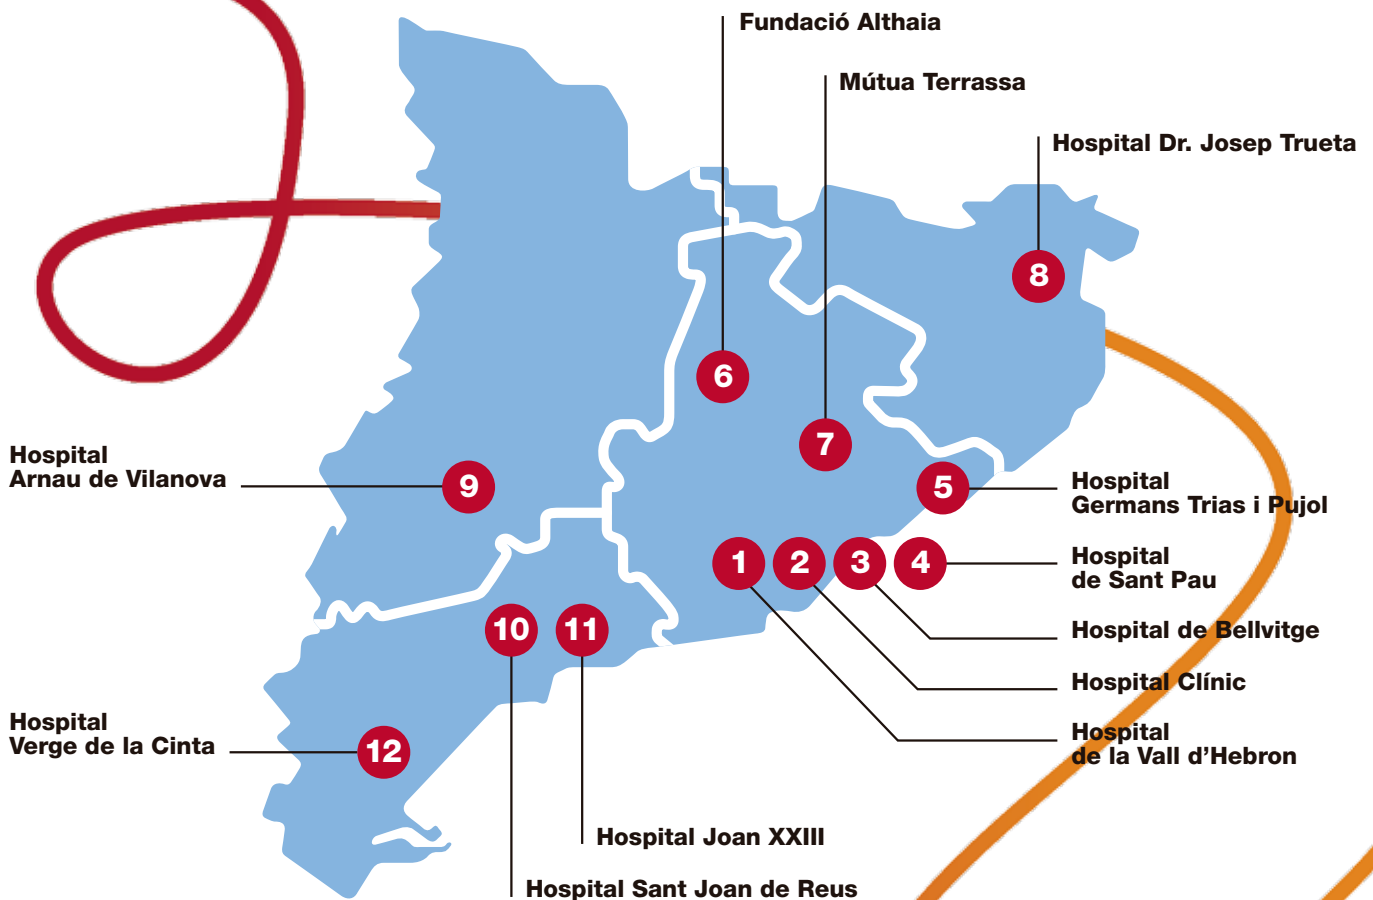 Fundació Althaia
Mútua Terrassa
Hospital Dr. Josep Trueta
8
6
7
Hospital
Arnau de Vilanova
9
5
Hospital
Germans Trias i Pujol
1
2
3
4
Hospital
de Sant Pau
10
11
Hospital de Bellvitge
Hospital Clínic
Hospital
de la Vall d’Hebron
Hospital
Verge de la Cinta
12
Hospital Joan XXIII
Hospital Sant Joan de Reus